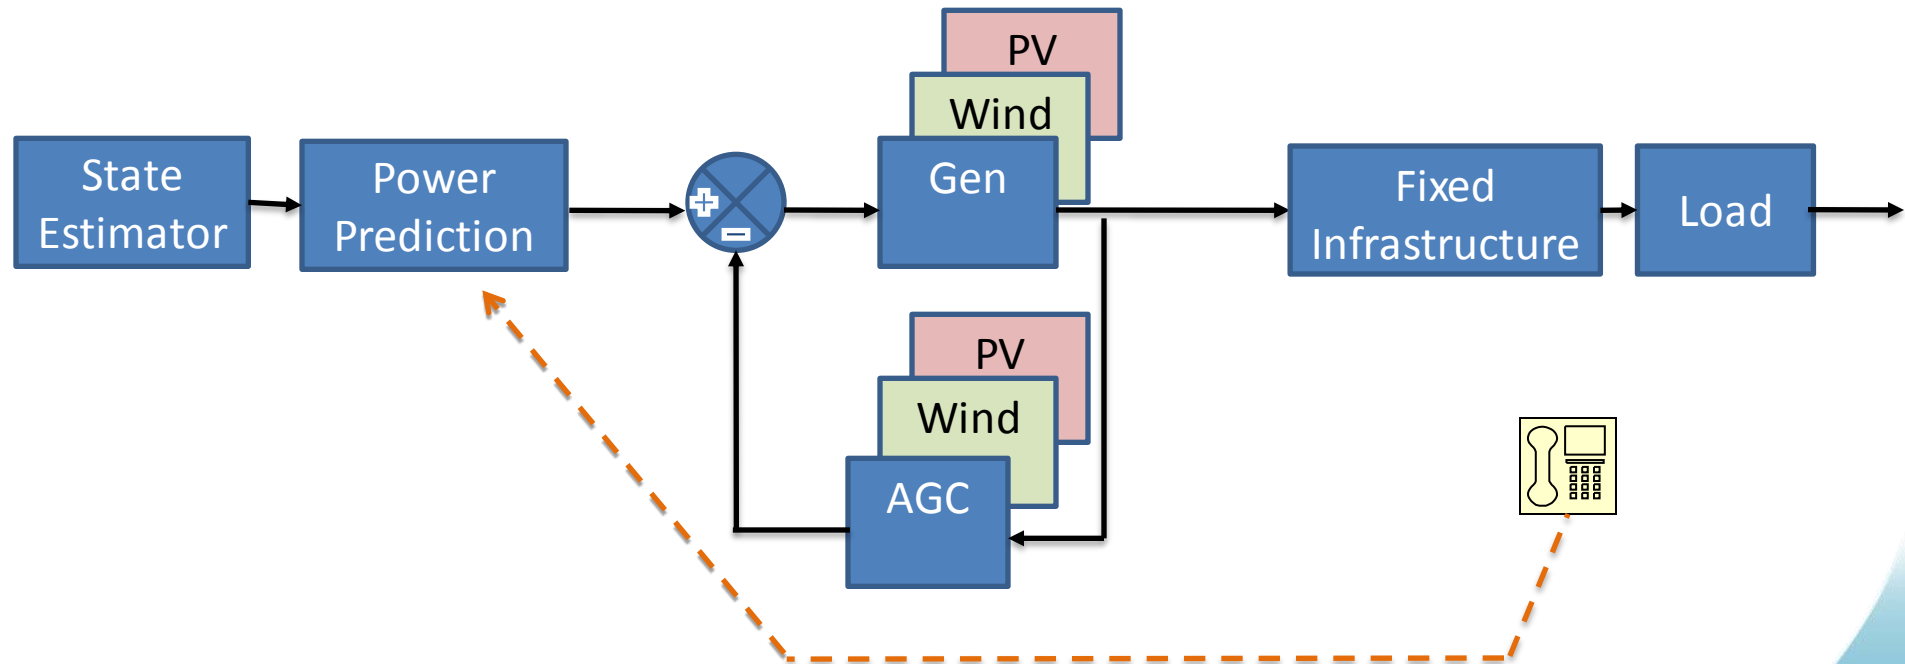 State
Estimator
Power
Prediction
+
−
PV
Wind
Gen
Fixed
Infrastructure
Load
PV
Wind
AGC